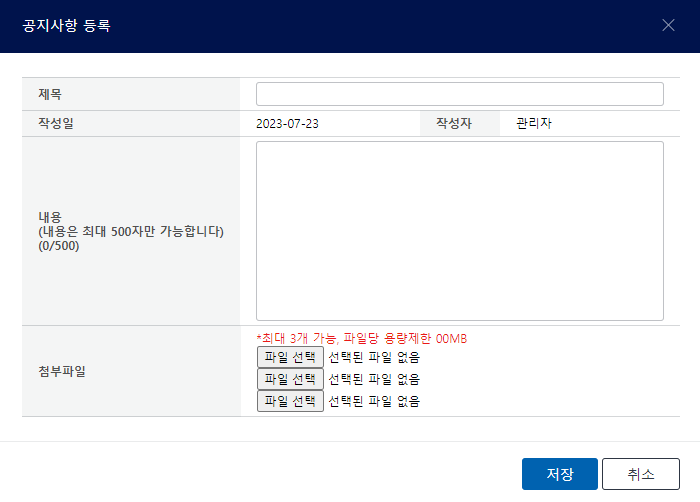 공지사항 등록
제목
작성일 2023-07-23 작성자 관리자
내용
(내용은 최대 500자만 가능합니다)
(0/500)
*최대 3개 가능, 파일당 용량제한 00MB
첨부파일
파일 선택 선택된 파일 없음
파일 선택 선택된 파일 없음
파일 선택 선택된 파일 없음
저장 취소